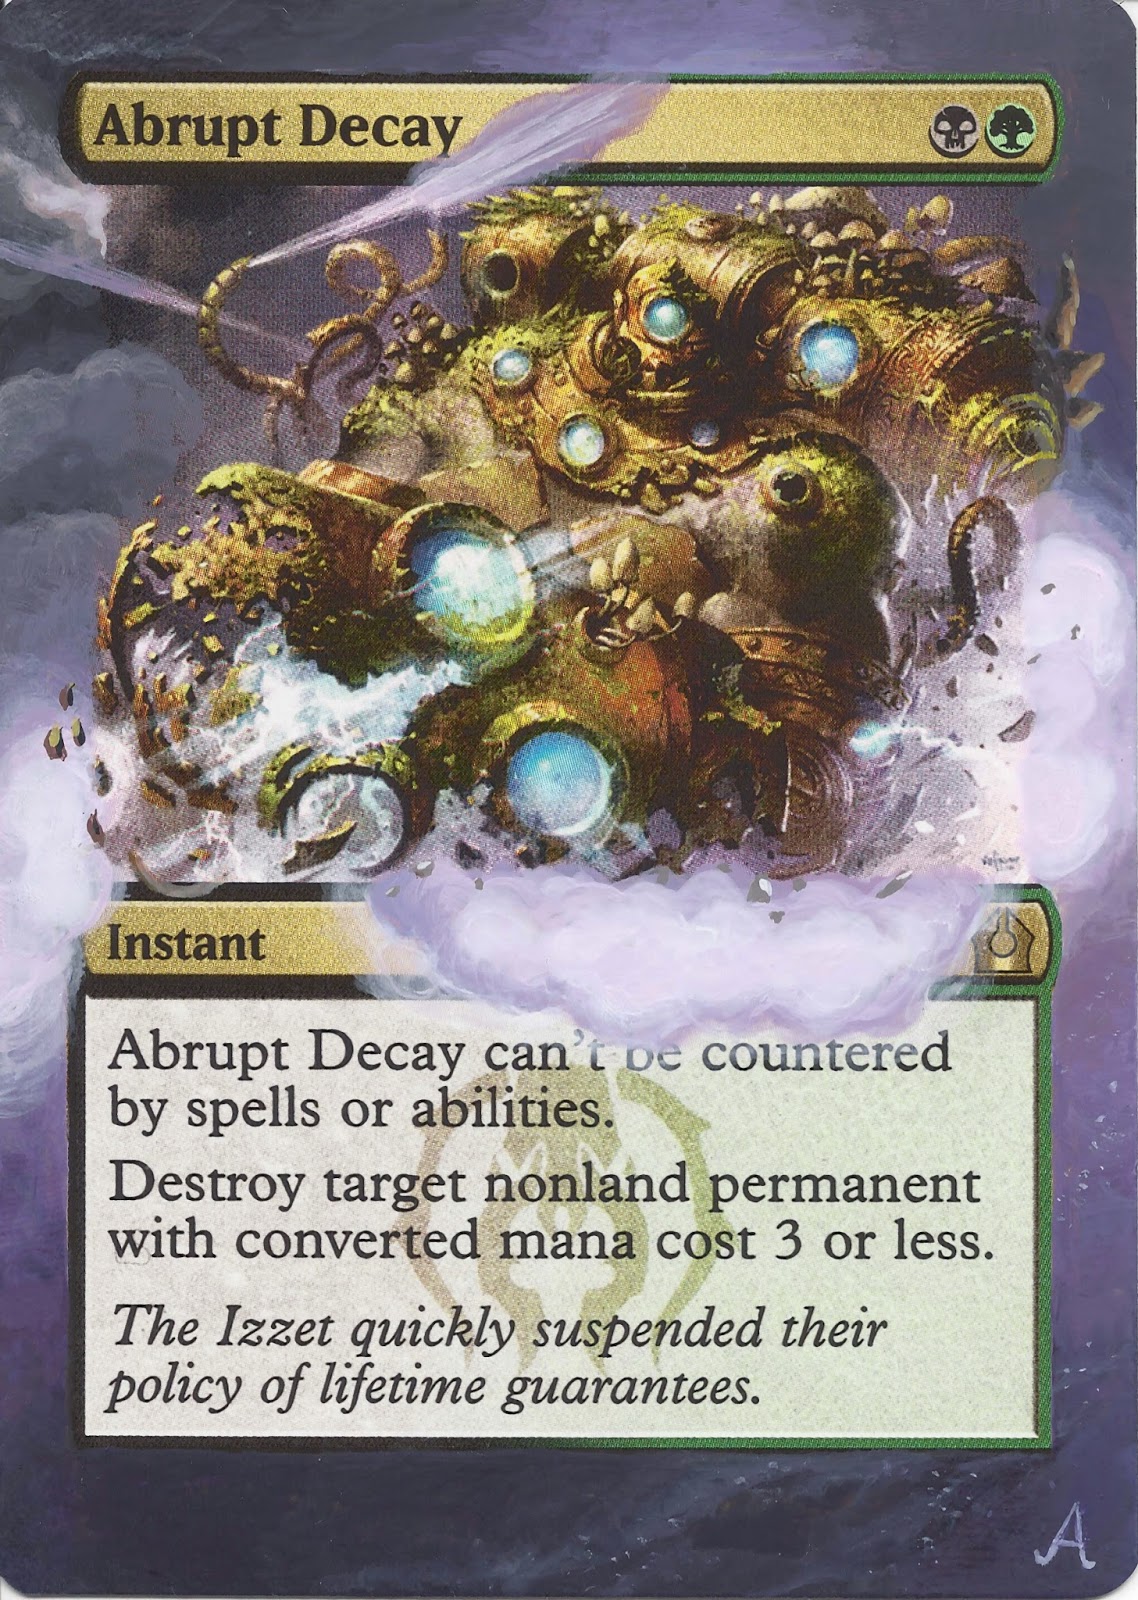 Abrupt Decay
Instant
Abrupt Decay can't be countered
by spells or abilities.
Destroy target nonland permanent
with converted mana cost 3 or less.
The Izzet quickly suspended their
policy of lifetime guarantees.
A